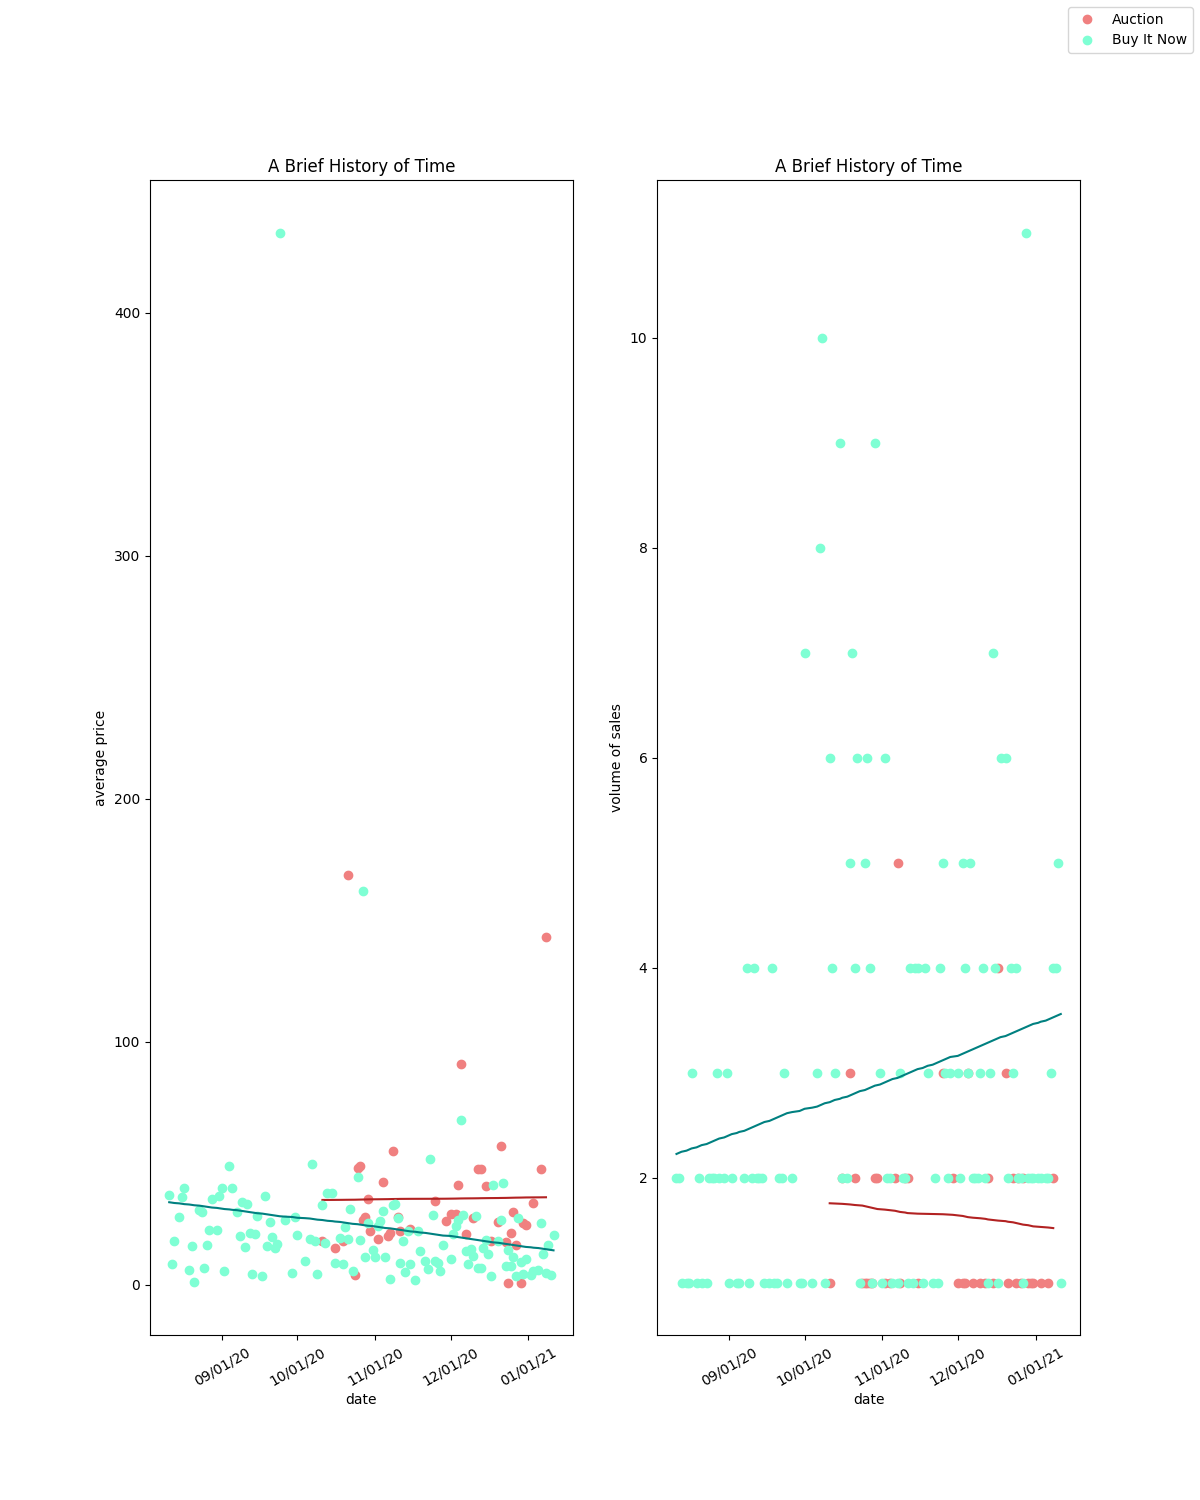 Auction
Buy It Now
A Brief History of Time
average price
400
300
200
100
0
09/01/20
10/01/20
11/01/20
12/01/20
01/01/21
date
A Brief History of Time
volume of sales
10
8
6
4
2
09/01/20
10/01/20
11/01/20
12/01/20
01/01/21
date